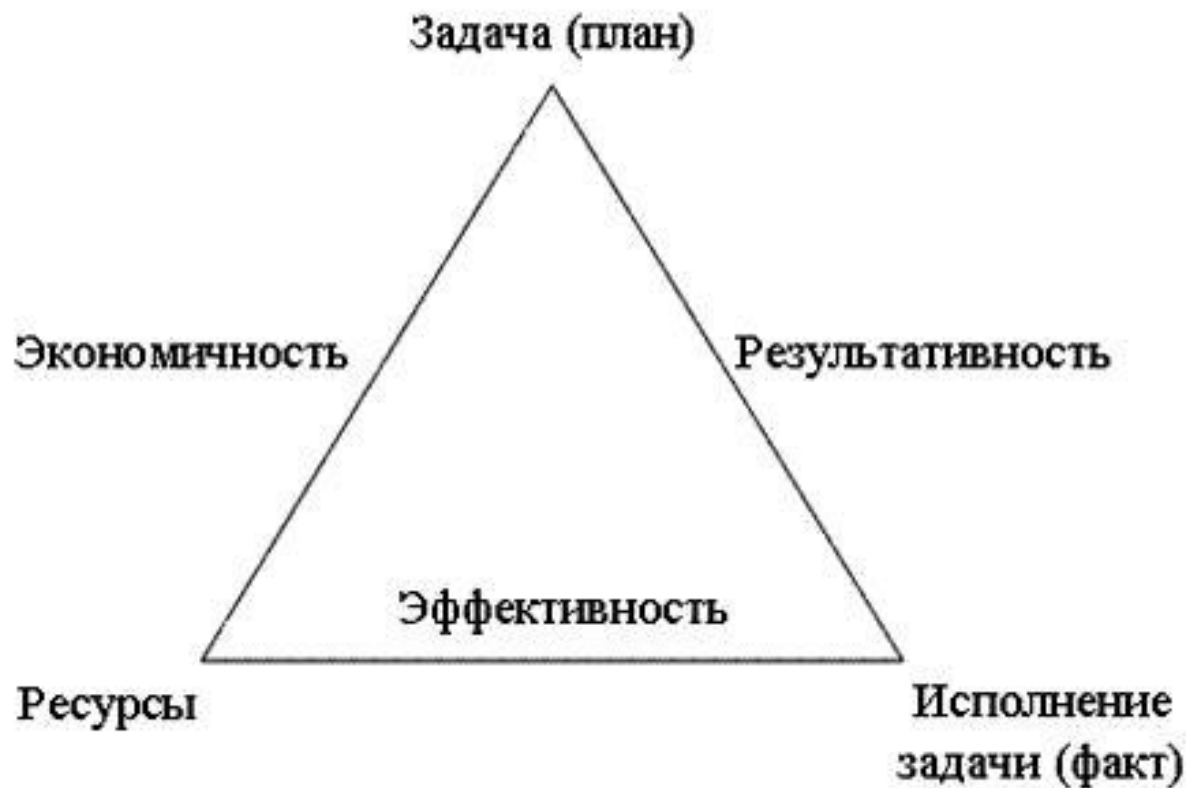 Задача (план)
Экономичность
Результативность
Эффективность
Ресурсы
Исполнение
задачи (факт)